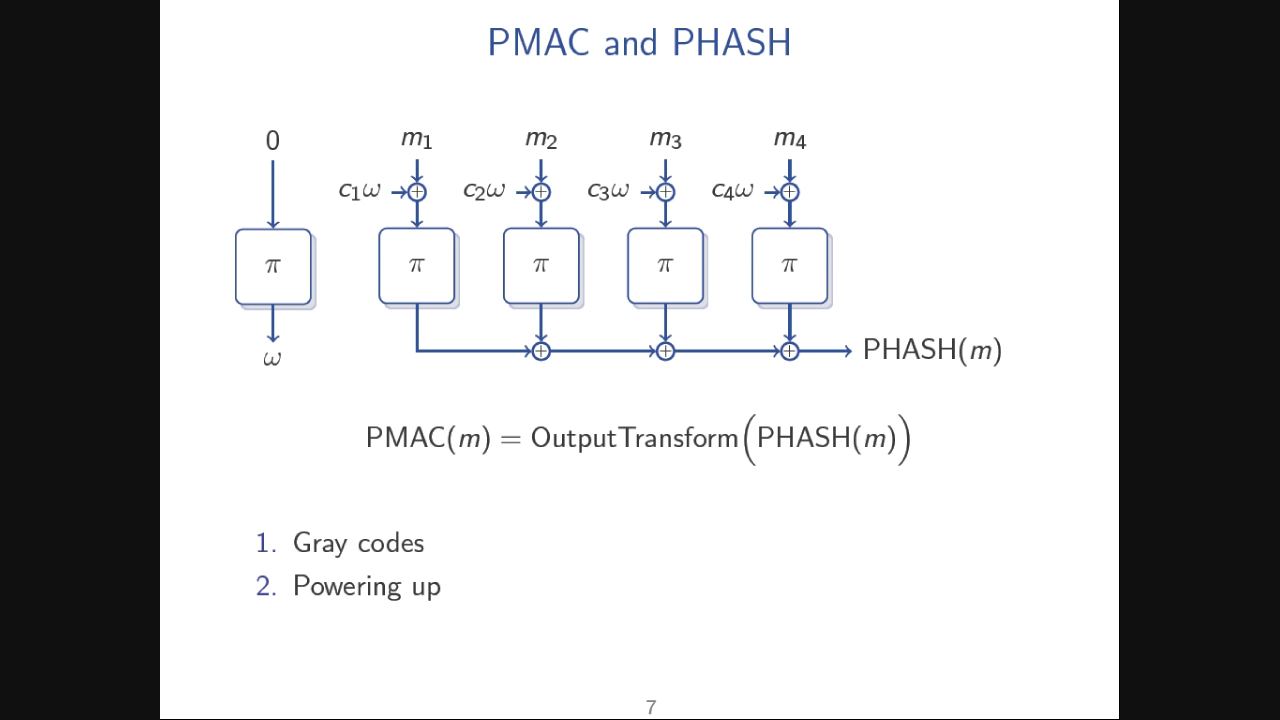 PMAC and PHASH
0 m₁ m₂ m₃ m₄
c₁ω c₂ω c₃ω c₄ω
π π π π π
ω PHASH(m)
PMAC(m) = OutputTransform(PHASH(m))
1. Gray codes
2. Powering up
7